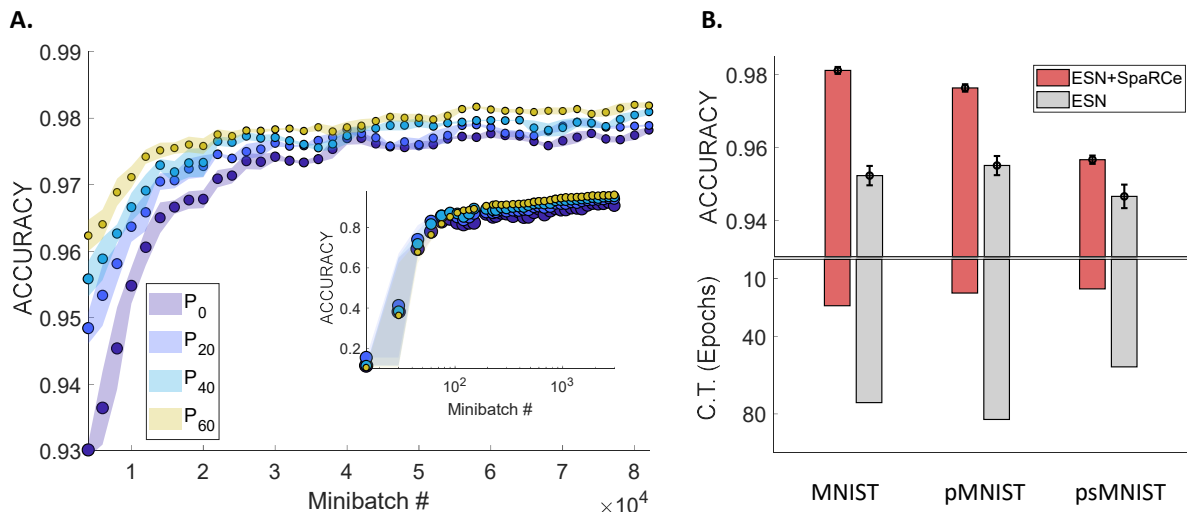 A.
0.99
0.98
0.97
0.96
0.95
0.94
0.93
ACCURACY
P0
P20
P40
P60
1 2 3 4 5 6 7 8
Minibatch #
×10^4
0.8
0.6
0.4
0.2
ACCURACY
10^2 10^3
Minibatch #
B.
ESN+SpaRCe
ESN
0.98
0.96
0.94
ACCURACY
10
40
80
C.T. (Epochs)
MNIST pMNIST psMNIST